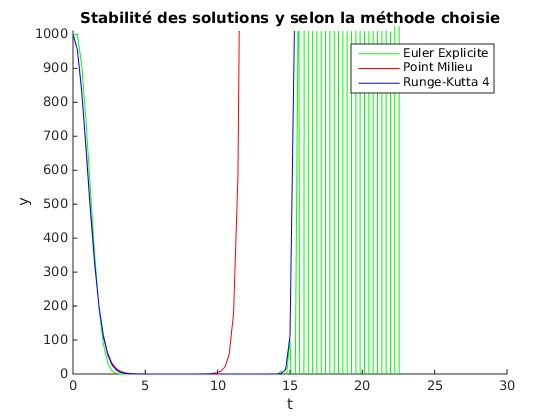 Stabilité des solutions y selon la méthode choisie
1000
900
800
700
600
500
400
300
200
100
0
y
Euler Explicite
Point Milieu
Runge-Kutta 4
0 5 10 15 20 25 30
t